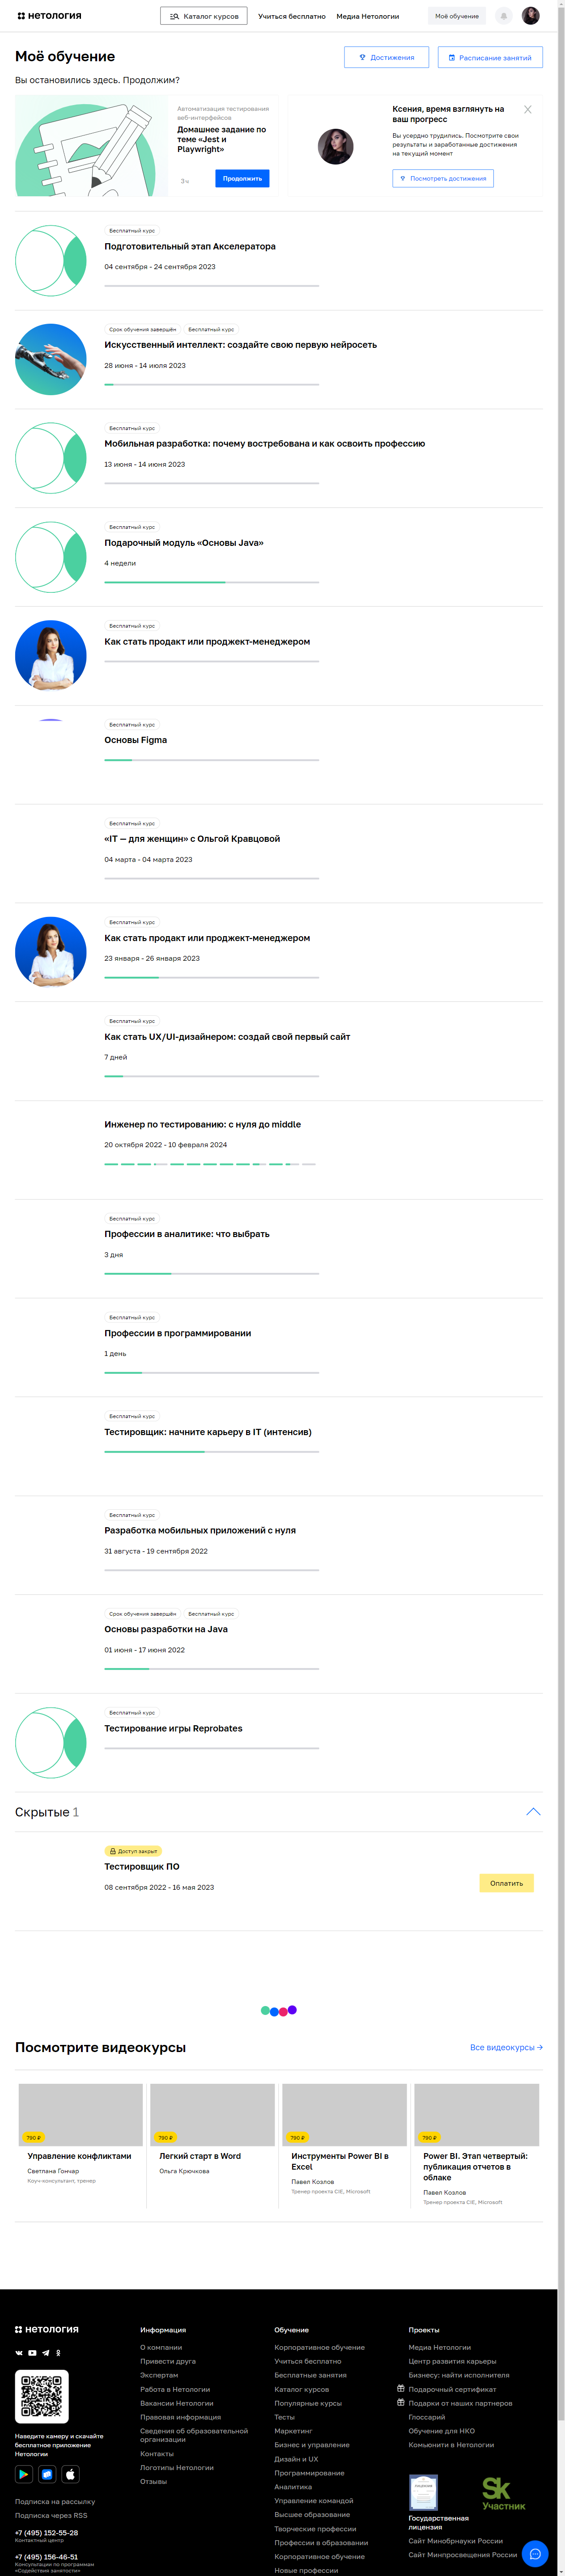 нетология
Каталог курсов
Учиться бесплатно
Медиа Нетологии
Моё обучение
Моё обучение
Достижения
Расписание занятий
Вы остановились здесь. Продолжим?
Автоматизация тестирования
веб-интерфейсов
Домашнее задание по
теме «Jest и
Playwright»
3 ч
Продолжить
Ксения, время взглянуть на
ваш прогресс
Вы усердно трудились. Посмотрите свои
результаты и заработанные достижения
на текущий момент
Посмотреть достижения
Бесплатный курс
Подготовительный этап Акселератора
04 сентября - 24 сентября 2023
Срок обучения завершён
Бесплатный курс
Искусственный интеллект: создайте свою первую нейросеть
28 июня - 14 июля 2023
Бесплатный курс
Мобильная разработка: почему востребована и как освоить профессию
13 июня - 14 июня 2023
Бесплатный курс
Подарочный модуль «Основы Java»
4 недели
Бесплатный курс
Как стать продакт или проджект-менеджером
Бесплатный курс
Основы Figma
Бесплатный курс
«IT — для женщин» с Ольгой Кравцовой
04 марта - 04 марта 2023
Бесплатный курс
Как стать продакт или проджект-менеджером
23 января - 26 января 2023
Бесплатный курс
Как стать UX/UI-дизайнером: создай свой первый сайт
7 дней
Инженер по тестированию: с нуля до middle
20 октября 2022 - 10 февраля 2024
Бесплатный курс
Профессии в аналитике: что выбрать
3 дня
Бесплатный курс
Профессии в программировании
1 день
Бесплатный курс
Тестировщик: начните карьеру в IT (интенсив)
Бесплатный курс
Разработка мобильных приложений с нуля
31 августа - 19 сентября 2022
Срок обучения завершён
Бесплатный курс
Основы разработки на Java
01 июня - 17 июня 2022
Бесплатный курс
Тестирование игры Reprobates
Скрытые 1
Доступ закрыт
Тестировщик ПО
08 сентября 2022 - 16 мая 2023
Оплатить
Посмотрите видеокурсы
Все видеокурсы →
790 ₽
Управление конфликтами
Светлана Гончар
Коуч-консультант, тренер
790 ₽
Легкий старт в Word
Ольга Крючкова
790 ₽
Инструменты Power BI в
Excel
Павел Козлов
Тренер проекта CIE, Microsoft
790 ₽
Power BI. Этап четвертый:
публикация отчетов в
облаке
Павел Козлов
Тренер проекта CIE, Microsoft
нетология
Наведите камеру и скачайте
бесплатное приложение
Нетологии
Подписка на рассылку
Подписка через RSS
+7 (495) 152-55-28
Контактный центр
+7 (495) 156-46-51
Консультации по программам
«Содействия занятости»
Информация
О компании
Привести друга
Экспертам
Работа в Нетологии
Вакансии Нетологии
Правовая информация
Сведения об образовательной
организации
Контакты
Логотипы Нетологии
Отзывы
Обучение
Корпоративное обучение
Учиться бесплатно
Бесплатные занятия
Каталог курсов
Популярные курсы
Тесты
Маркетинг
Бизнес и управление
Дизайн и UX
Программирование
Аналитика
Управление командой
Высшее образование
Творческие профессии
Профессии в образовании
Корпоративное обучение
Новые профессии
Проекты
Медиа Нетологии
Центр развития карьеры
Бизнесу: найти исполнителя
Подарочный сертификат
Подарки от наших партнеров
Глоссарий
Обучение для НКО
Комьюнити в Нетологии
Государственная
лицензия
Sk
Участник
Сайт Минобрнауки России
Сайт Минпросвещения России